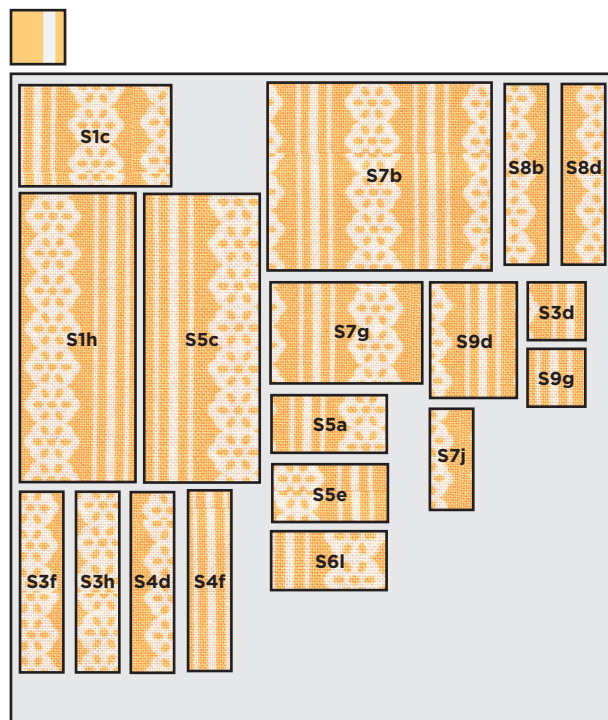 S1c
S7b
S8b
S8d
S1h
S5c
S7g
S9d
S3d
S9g
S5a
S7j
S5e
S6l
S3f
S3h
S4d
S4f